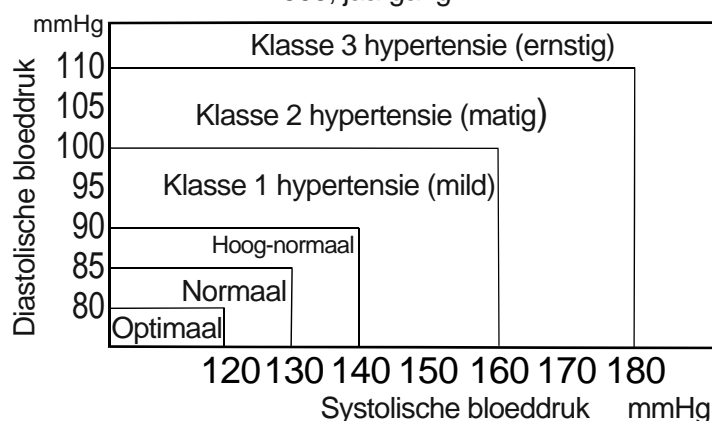 mmHg
Klasse 3 hypertensie (ernstig)
110
105
Klasse 2 hypertensie (matig)
100
95
Klasse 1 hypertensie (mild)
90
Hoog-normaal
85
Normaal
80
Optimaal
Diastolische bloeddruk
120 130 140 150 160 170 180
Systolische bloeddruk mmHg